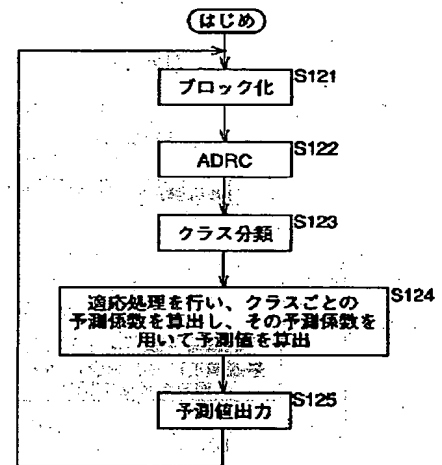 はじめ
S121
ブロック化
S122
ADRC
S123
クラス分類
S124
適応処理を行い、クラスごとの
予測係数を算出し、その予測係数を
用いて予測値を算出
S125
予測値出力